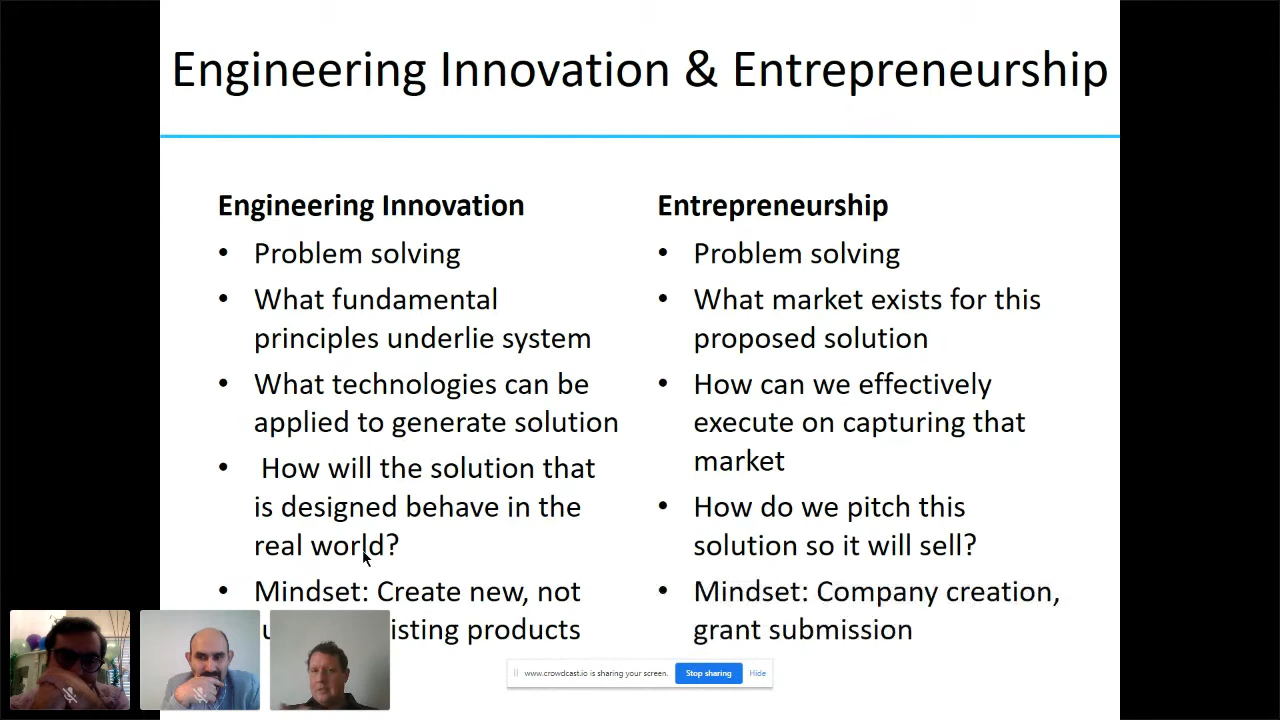 Engineering Innovation & Entrepreneurship
Engineering Innovation
• Problem solving
• What fundamental
principles underlie system
• What technologies can be
applied to generate solution
• How will the solution that
is designed behave in the
real world?
• Mindset: Create new, not
products
Entrepreneurship
• Problem solving
• What market exists for this
proposed solution
• How can we effectively
execute on capturing that
market
• How do we pitch this
solution so it will sell?
• Mindset: Company creation,
grant submission
www.crowdcast.io is sharing your screen.
Stop sharing
Hide